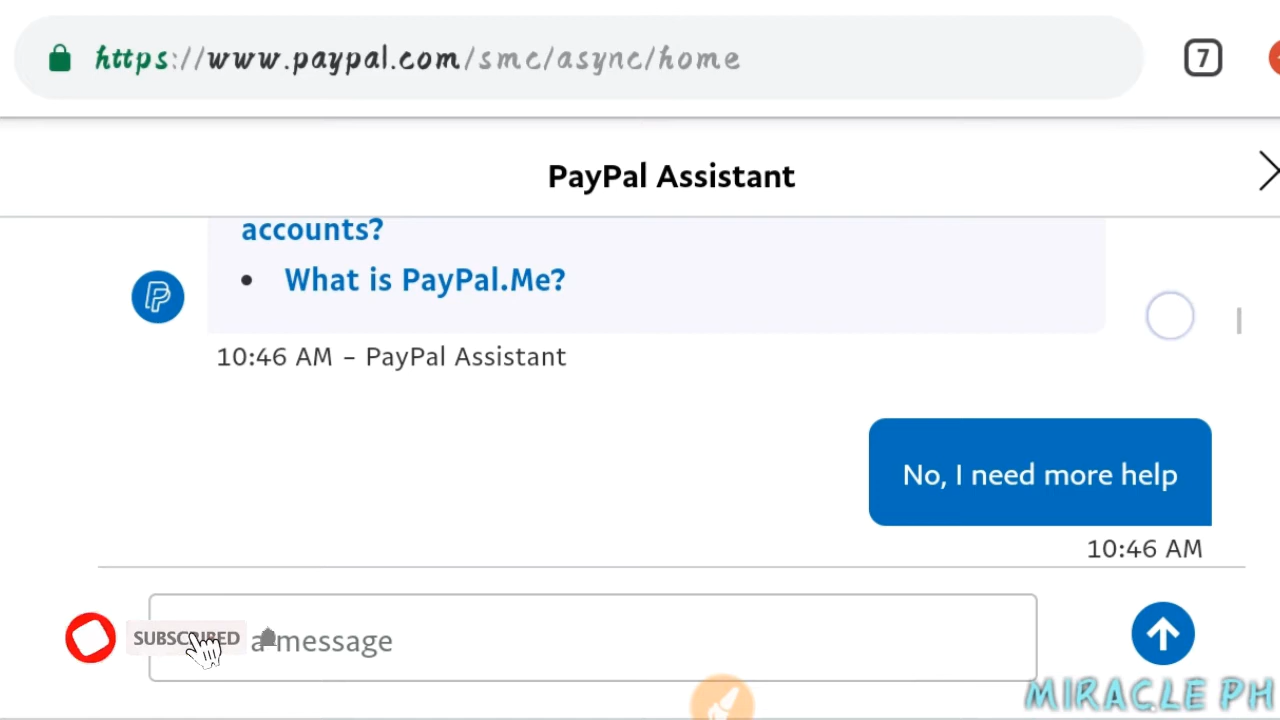 https://www.paypal.com/smc/async/home
7
PayPal Assistant
accounts?
• What is PayPal.Me?
10:46 AM – PayPal Assistant
No, I need more help
10:46 AM
SUBSCRIBED
a message
MIRACLE PH